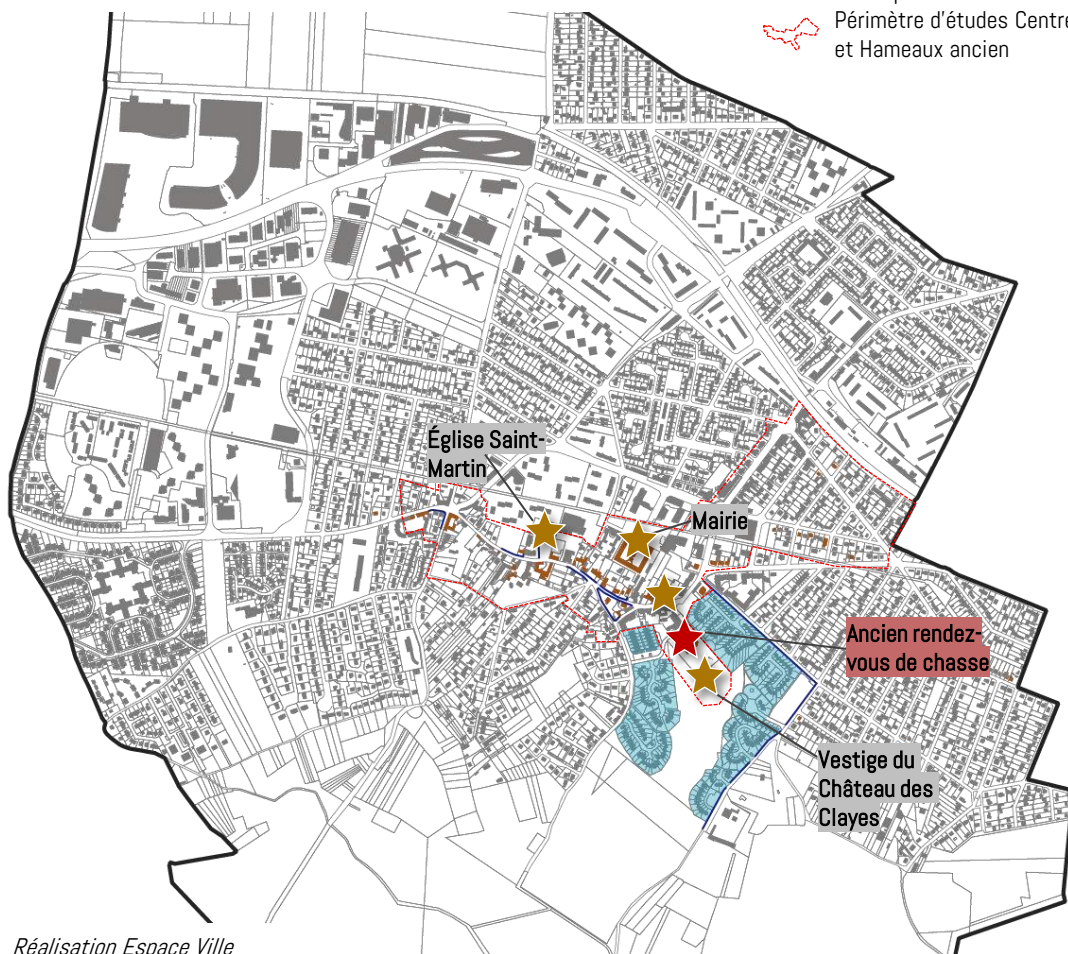 Périmètre d'études Centre
et Hameaux ancien
Église Saint-
Martin
Mairie
Ancien rendez-
vous de chasse
Vestige du
Château des
Clayes
Réalisation Espace Ville